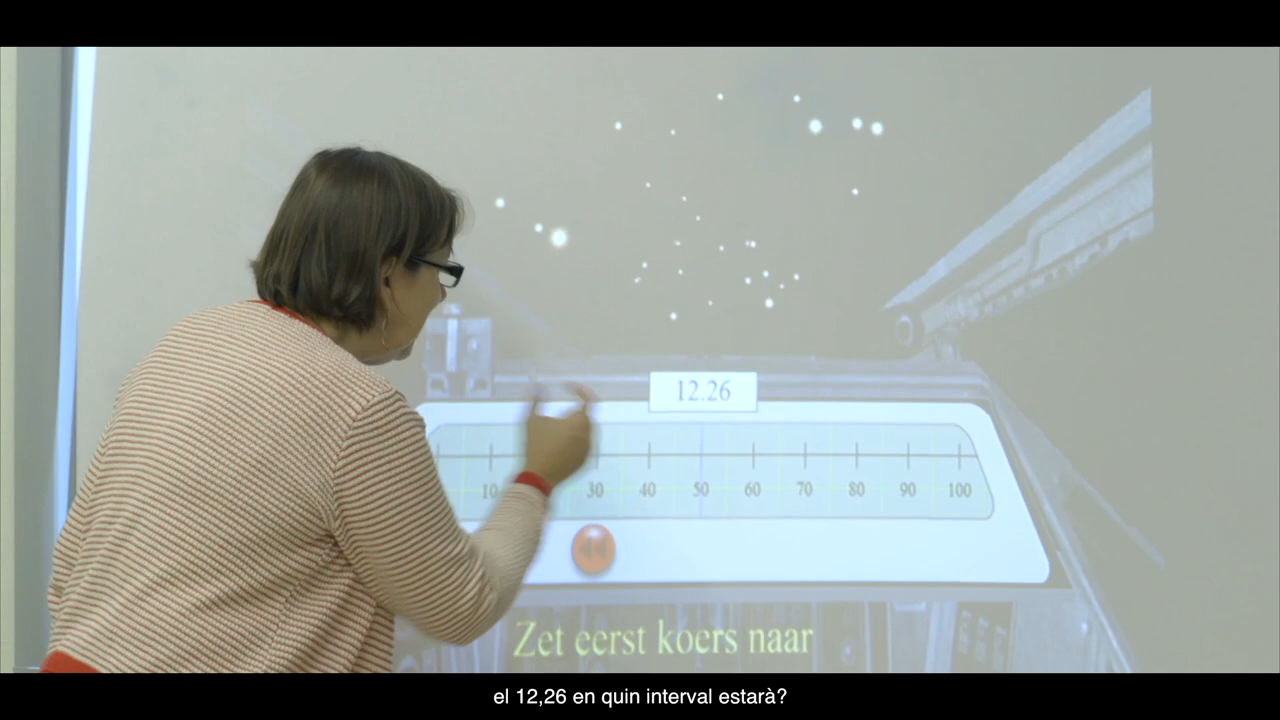 12.26
10 30 40 50 60 70 80 90 100
Zet eerst koers naar
el 12,26 en quin interval estarà?